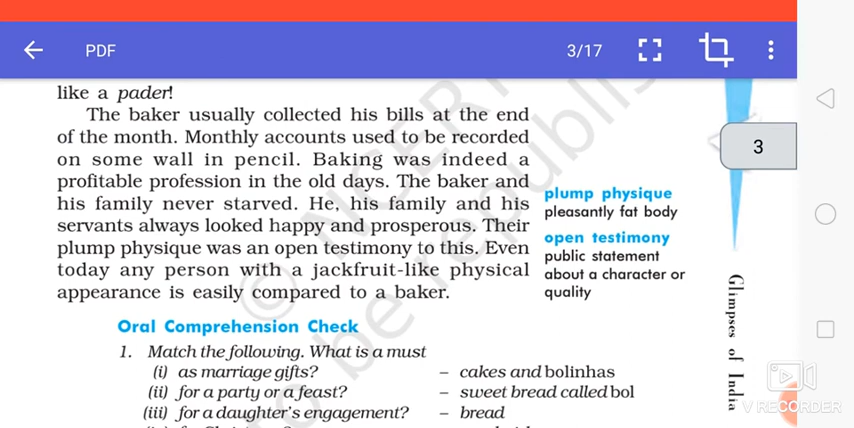 PDF
3/17
like a pader!
The baker usually collected his bills at the end
of the month. Monthly accounts used to be recorded
on some wall in pencil. Baking was indeed a
profitable profession in the old days. The baker and
his family never starved. He, his family and his
servants always looked happy and prosperous. Their
plump physique was an open testimony to this. Even
today any person with a jackfruit-like physical
appearance is easily compared to a baker.
plump physique
pleasantly fat body
open testimony
public statement
about a character or
quality
3
Glimpses of India
Oral Comprehension Check
1. Match the following. What is a must
(i) as marriage gifts? – cakes and bolinhas
(ii) for a party or a feast? – sweet bread called bol
(iii) for a daughter's engagement? – bread
© NCERT
to be republis
V RECORDER